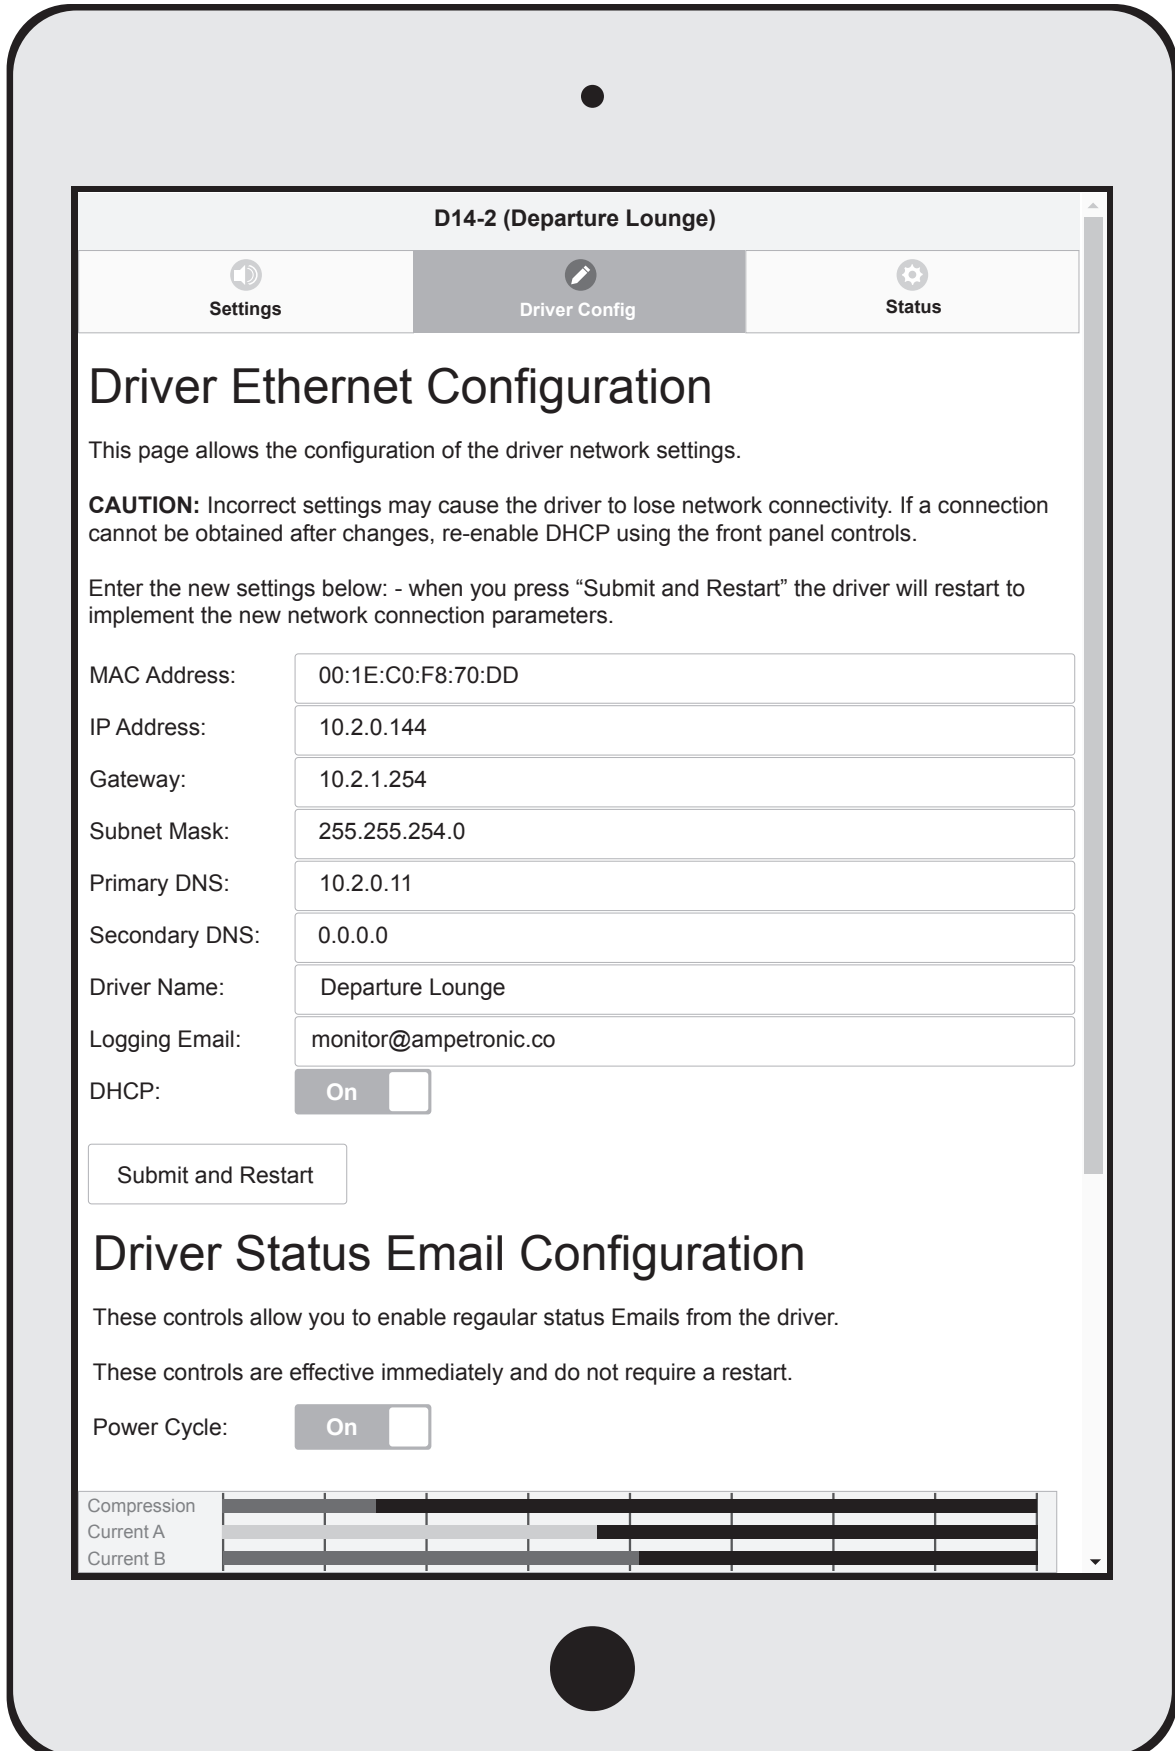 D14-2 (Departure Lounge)
Settings
Driver Config
Status
Driver Ethernet Configuration
This page allows the configuration of the driver network settings.
CAUTION: Incorrect settings may cause the driver to lose network connectivity. If a connection
cannot be obtained after changes, re-enable DHCP using the front panel controls.
Enter the new settings below: - when you press “Submit and Restart” the driver will restart to
implement the new network connection parameters.
MAC Address: 00:1E:C0:F8:70:DD
IP Address: 10.2.0.144
Gateway: 10.2.1.254
Subnet Mask: 255.255.254.0
Primary DNS: 10.2.0.11
Secondary DNS: 0.0.0.0
Driver Name: Departure Lounge
Logging Email: monitor@ampetronic.co
DHCP: On
Submit and Restart
Driver Status Email Configuration
These controls allow you to enable regaular status Emails from the driver.
These controls are effective immediately and do not require a restart.
Power Cycle: On
Compression
Current A
Current B